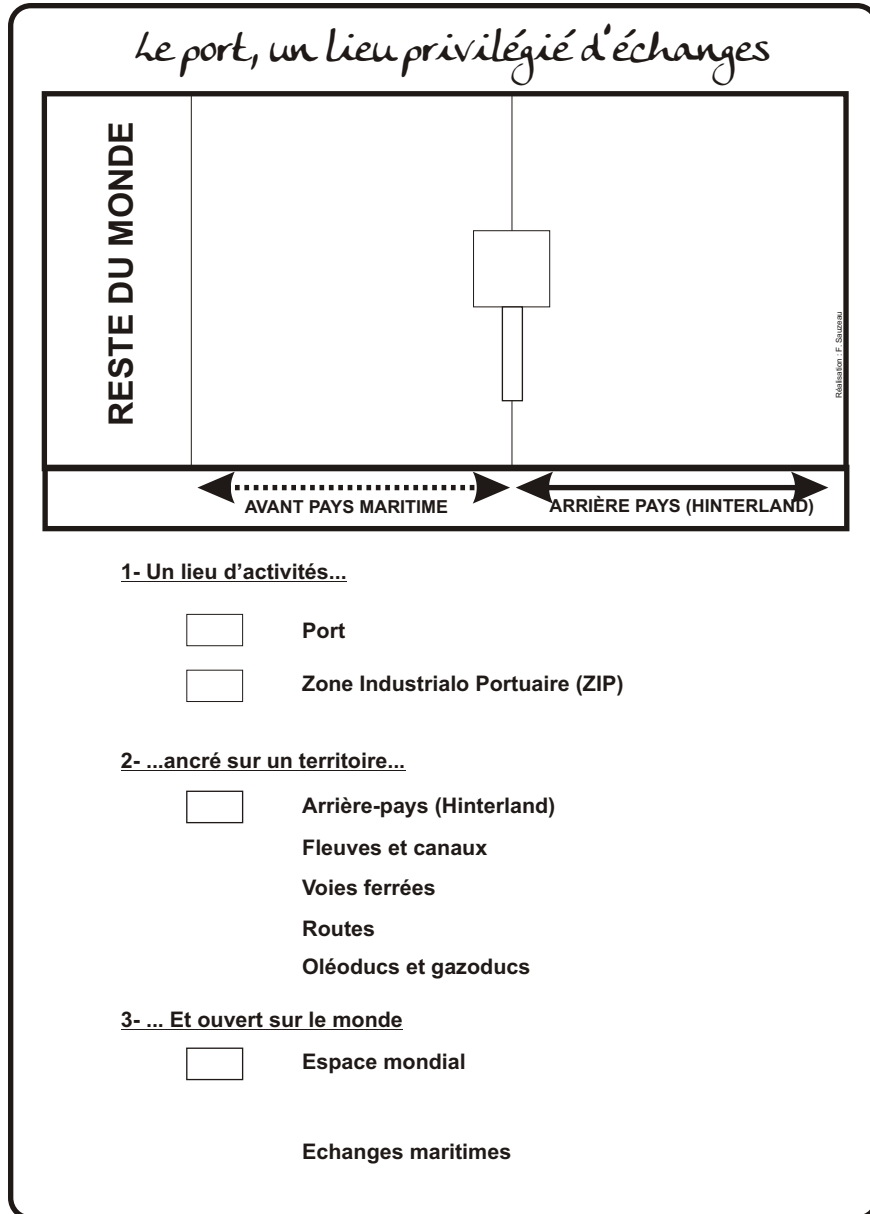 Le port, un lieu privilégié d'échanges
RESTE DU MONDE
Réalisation : F. Sauzeau
AVANT PAYS MARITIME
ARRIÈRE PAYS (HINTERLAND)
1- Un lieu d’activités...
Port
Zone Industrialo Portuaire (ZIP)
2- ...ancré sur un territoire...
Arrière-pays (Hinterland)
Fleuves et canaux
Voies ferrées
Routes
Oléoducs et gazoducs
3- ... Et ouvert sur le monde
Espace mondial
Echanges maritimes